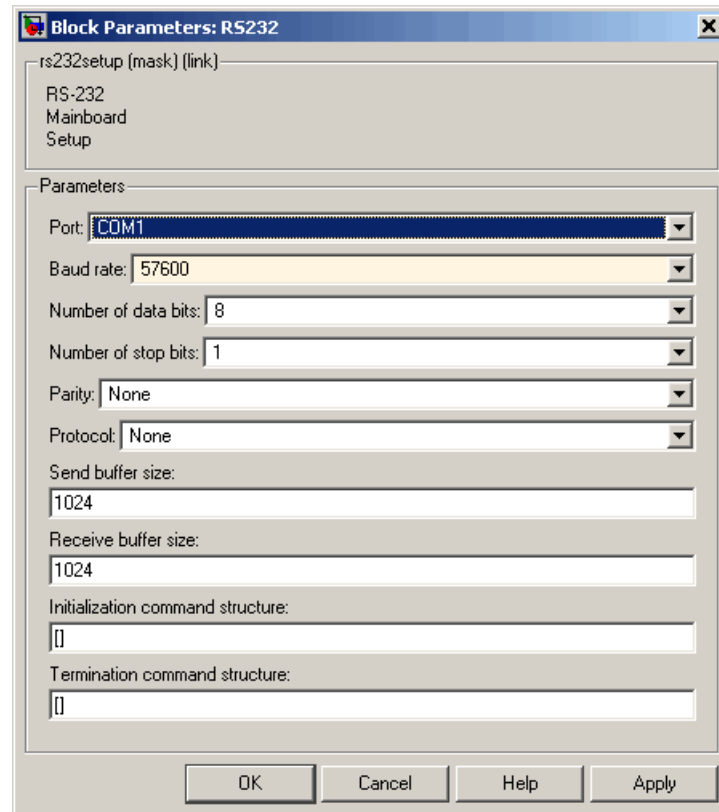 Block Parameters: RS232
rs232setup (mask) (link)
RS-232
Mainboard
Setup
Parameters
Port: COM1
Baud rate: 57600
Number of data bits: 8
Number of stop bits: 1
Parity: None
Protocol: None
Send buffer size:
1024
Receive buffer size:
1024
Initialization command structure:
[]
Termination command structure:
[]
OK Cancel Help Apply